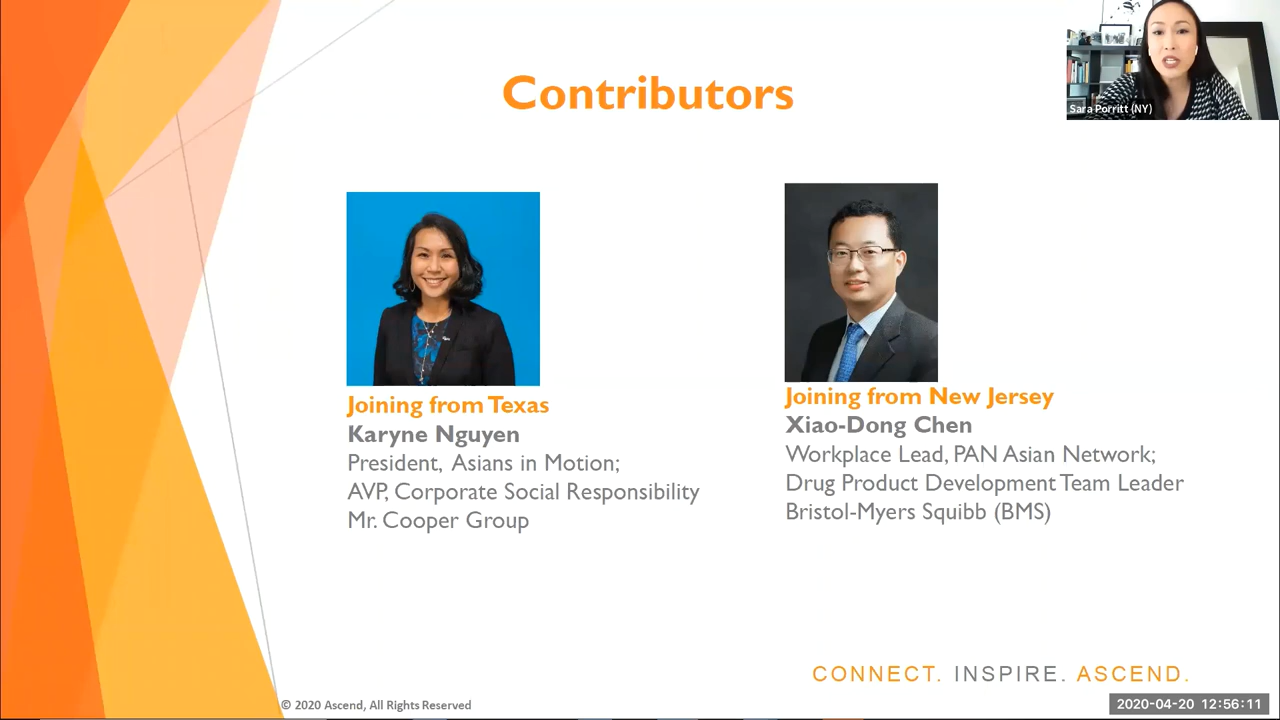 Contributors
Sara Porritt (NY)
Joining from Texas
Karyne Nguyen
President, Asians in Motion;
AVP, Corporate Social Responsibility
Mr. Cooper Group
Joining from New Jersey
Xiao-Dong Chen
Workplace Lead, PAN Asian Network;
Drug Product Development Team Leader
Bristol-Myers Squibb (BMS)
CONNECT. INSPIRE. ASCEND.
© 2020 Ascend, All Rights Reserved
2020-04-20 12:56:11